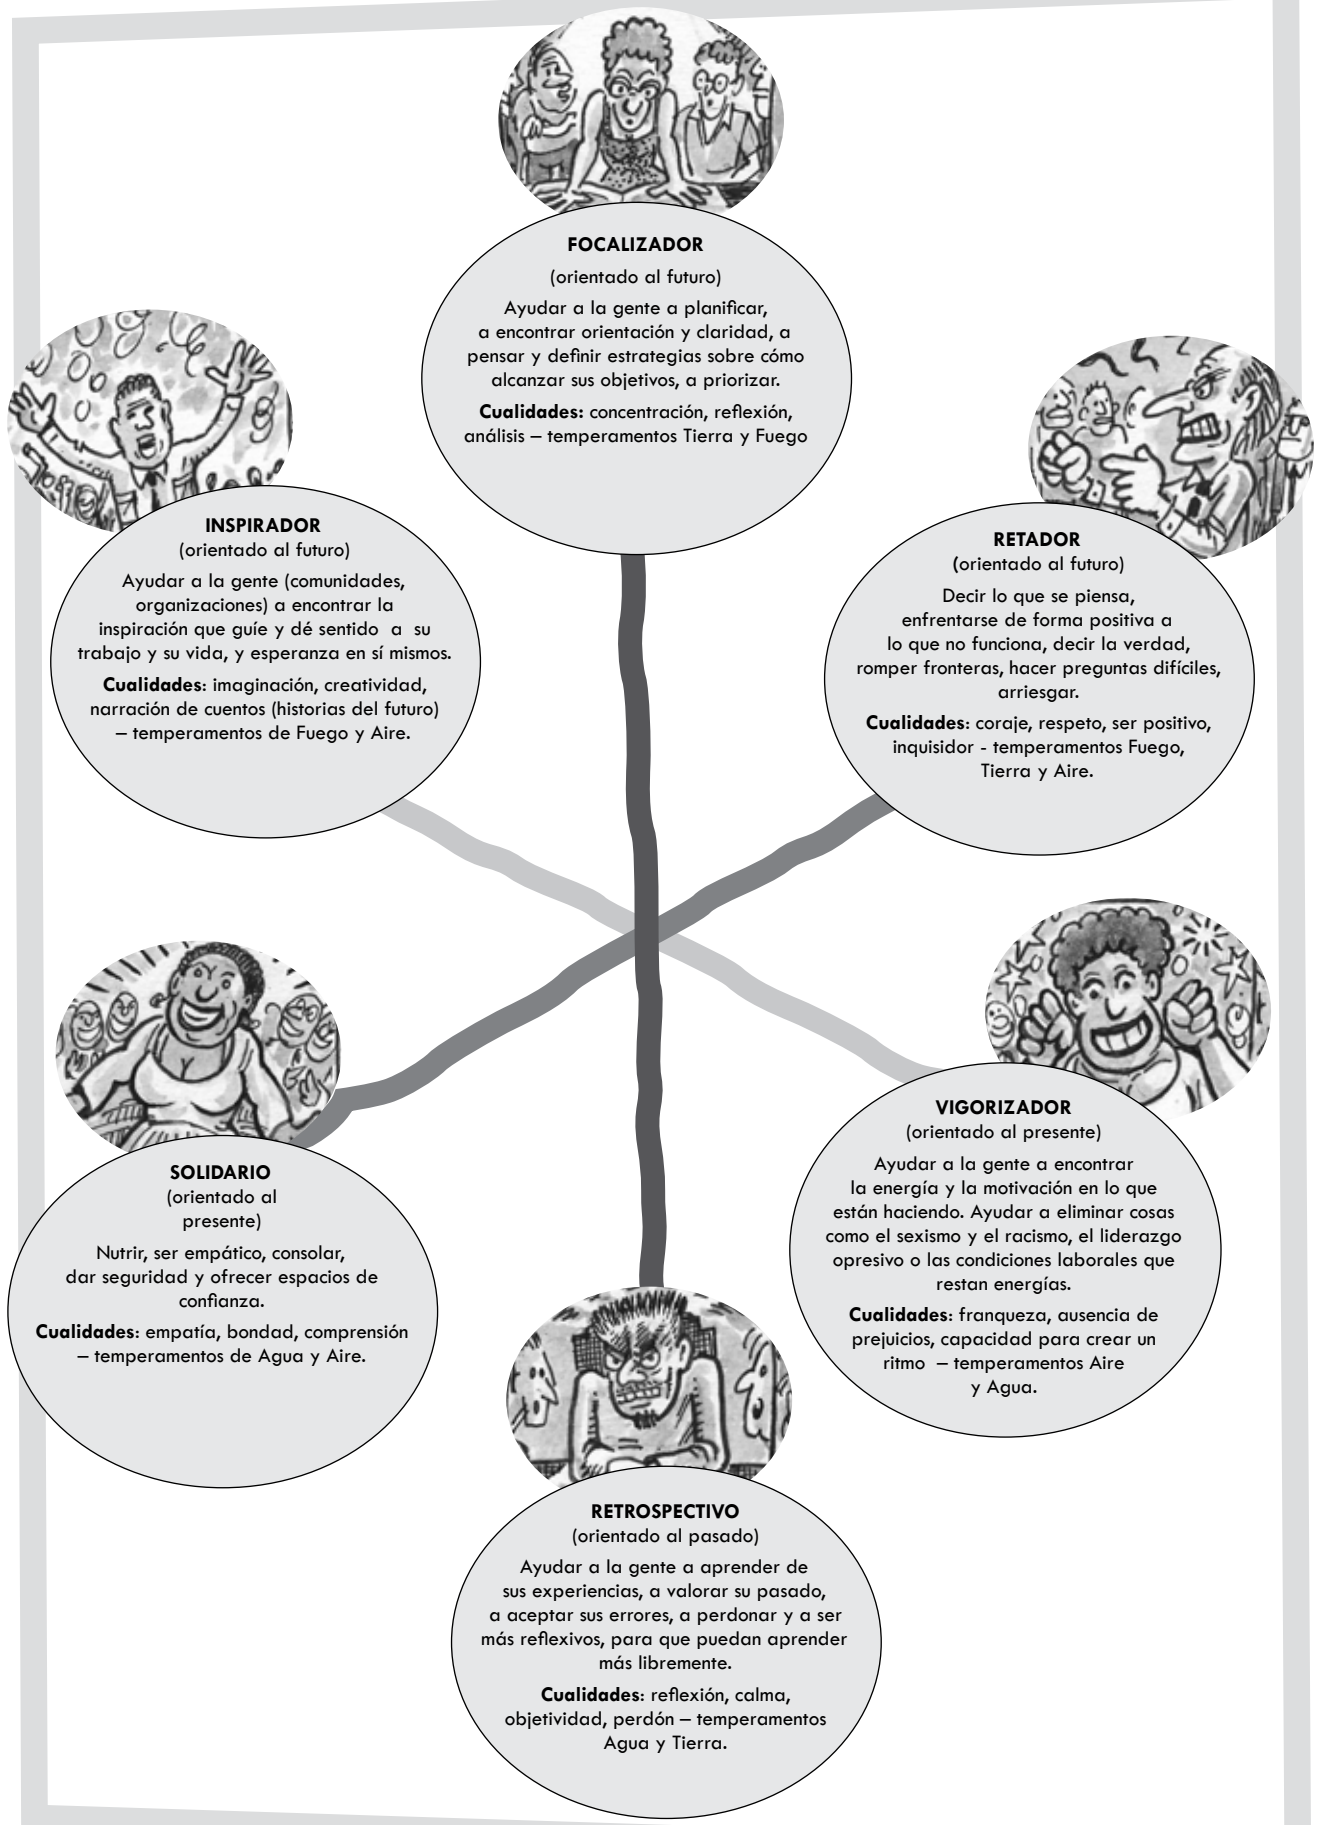 FOCALIZADOR
(orientado al futuro)
Ayudar a la gente a planificar,
a encontrar orientación y claridad, a
pensar y definir estrategias sobre cómo
alcanzar sus objetivos, a priorizar.
Cualidades: concentración, reflexión,
análisis – temperamentos Tierra y Fuego
INSPIRADOR
(orientado al futuro)
Ayudar a la gente (comunidades,
organizaciones) a encontrar la
inspiración que guíe y dé sentido a su
trabajo y su vida, y esperanza en sí mismos.
Cualidades: imaginación, creatividad,
narración de cuentos (historias del futuro)
– temperamentos de Fuego y Aire.
RETADOR
(orientado al futuro)
Decir lo que se piensa,
enfrentarse de forma positiva a
lo que no funciona, decir la verdad,
romper fronteras, hacer preguntas difíciles,
arriesgar.
Cualidades: coraje, respeto, ser positivo,
inquisidor - temperamentos Fuego,
Tierra y Aire.
SOLIDARIO
(orientado al
presente)
Nutrir, ser empático, consolar,
dar seguridad y ofrecer espacios de
confianza.
Cualidades: empatía, bondad, comprensión
– temperamentos de Agua y Aire.
VIGORIZADOR
(orientado al presente)
Ayudar a la gente a encontrar
la energía y la motivación en lo que
están haciendo. Ayudar a eliminar cosas
como el sexismo y el racismo, el liderazgo
opresivo o las condiciones laborales que
restan energías.
Cualidades: franqueza, ausencia de
prejuicios, capacidad para crear un
ritmo – temperamentos Aire
y Agua.
RETROSPECTIVO
(orientado al pasado)
Ayudar a la gente a aprender de
sus experiencias, a valorar su pasado,
a aceptar sus errores, a perdonar y a ser
más reflexivos, para que puedan aprender
más libremente.
Cualidades: reflexión, calma,
objetividad, perdón – temperamentos
Agua y Tierra.